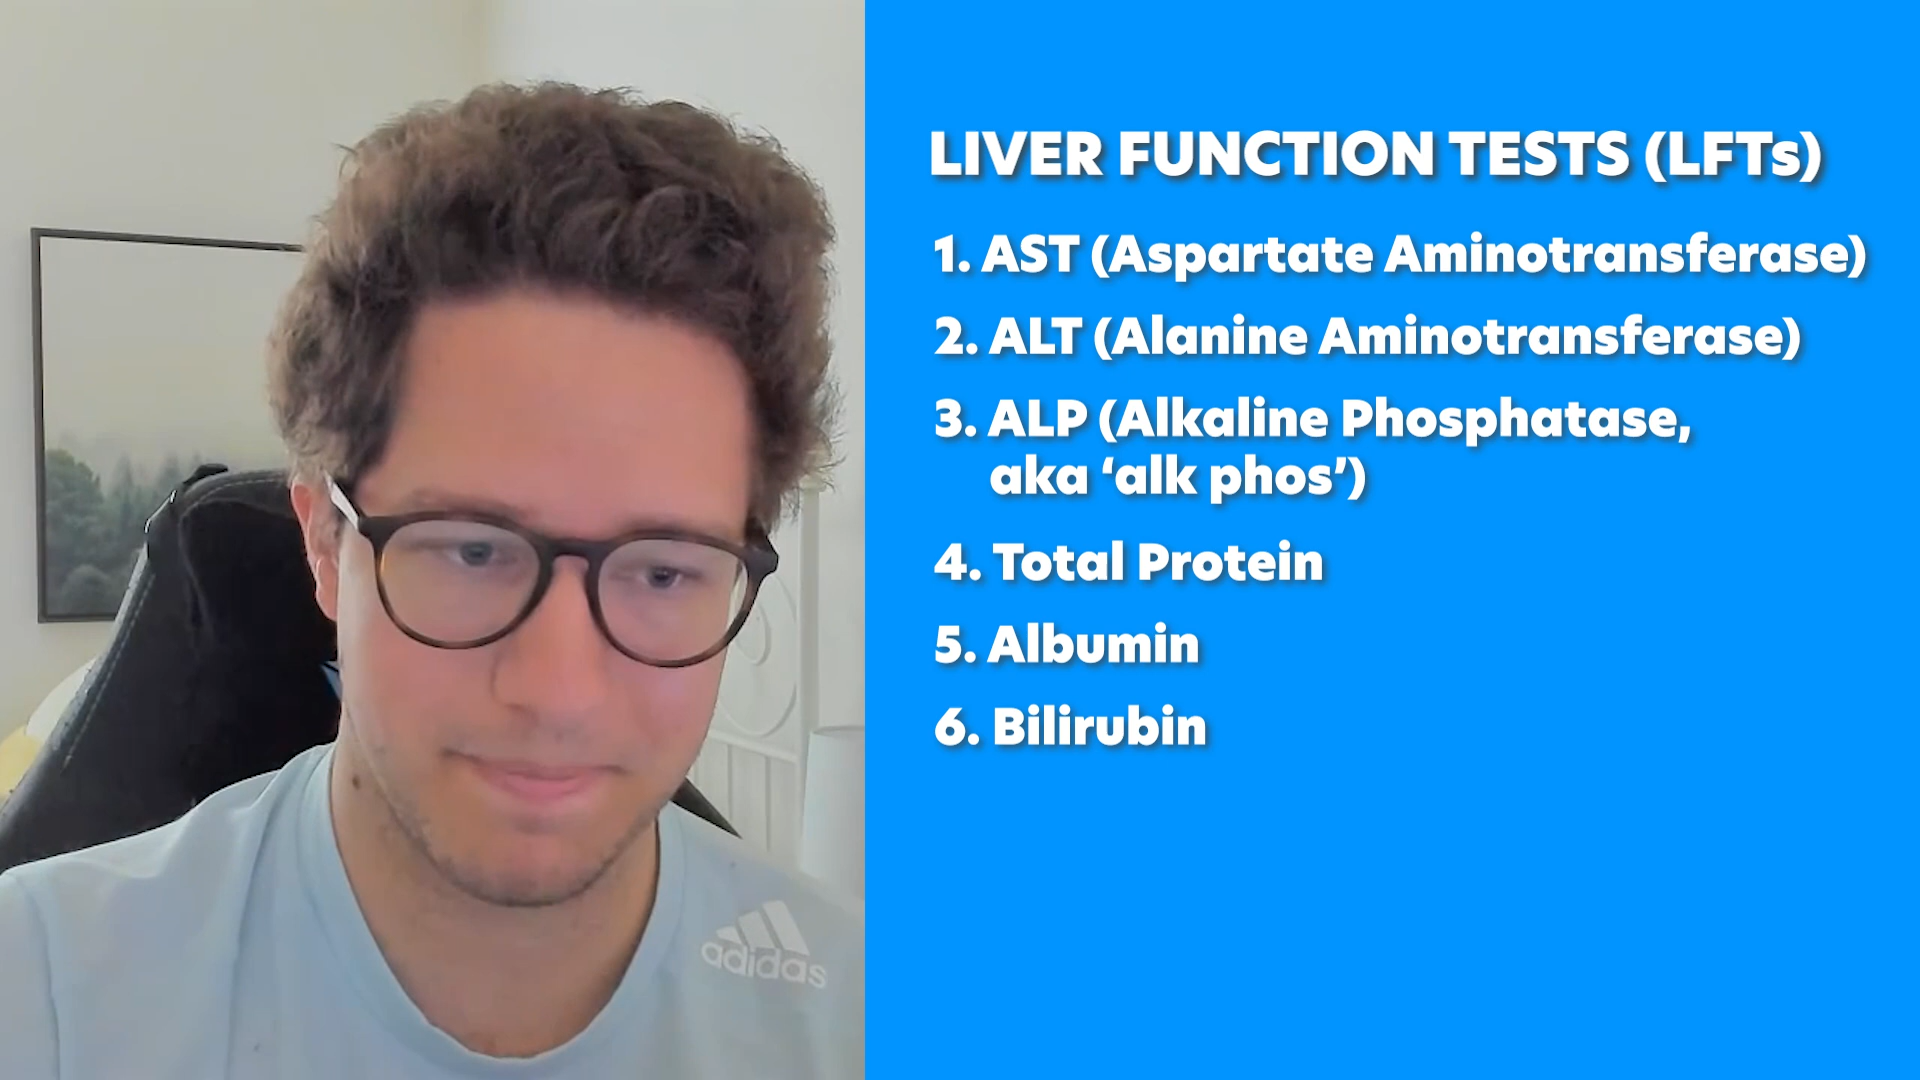 LIVER FUNCTION TESTS (LFTs)
1. AST (Aspartate Aminotransferase)
2. ALT (Alanine Aminotransferase)
3. ALP (Alkaline Phosphatase,
aka ‘alk phos’)
4. Total Protein
5. Albumin
6. Bilirubin
adidas